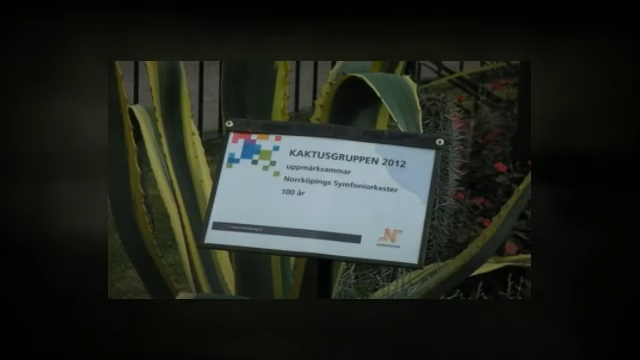 KAKTUSGRUPPEN 2012
uppmärksammar
Norrköpings Symfoniorkester
100 år
N